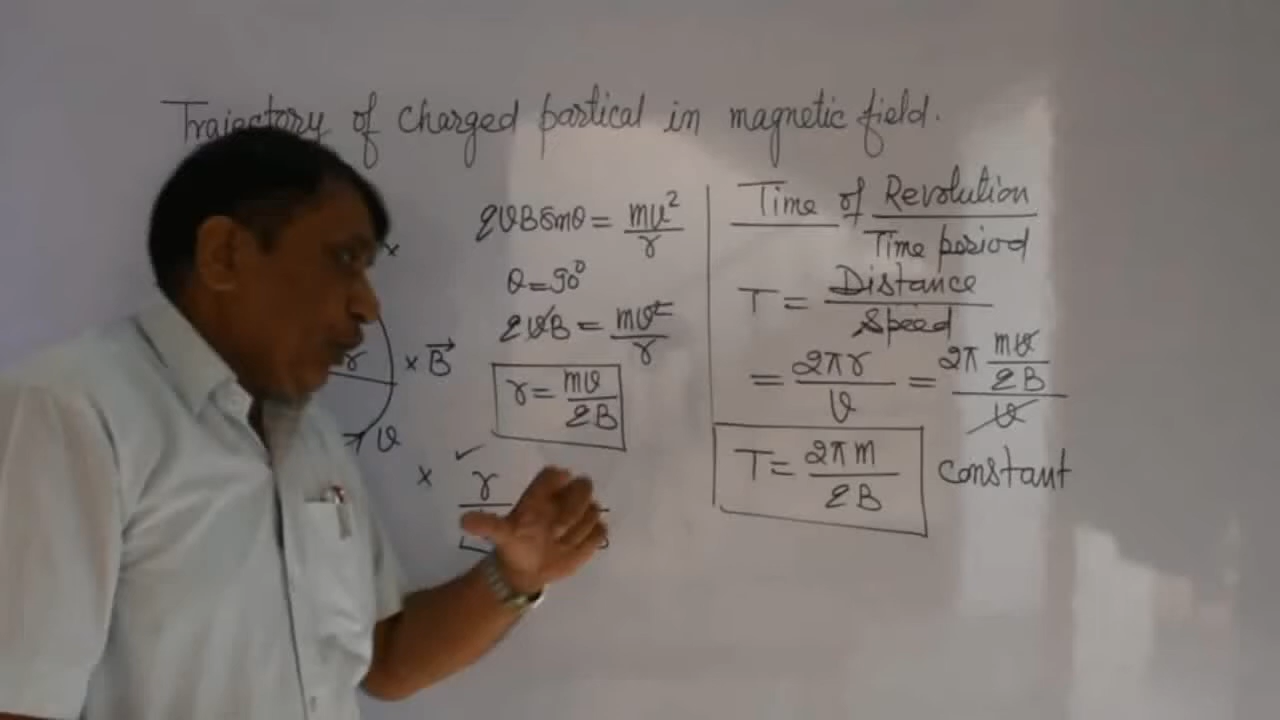 Trajectory of charged partical in magnetic field.
×
r
× B⃗
v
×
qvBsinθ = mv²/r
θ = 90°
qvB = mv²/r
r = mv/qB
✓
r
Time of Revolution
Time period
T = Distance/Speed
= 2πr/v = 2π mv/qB / v
T = 2πm/qB constant